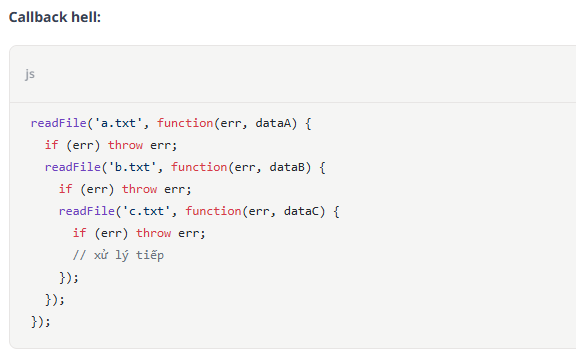 Callback hell:
js
readFile('a.txt', function(err, dataA) {
  if (err) throw err;
  readFile('b.txt', function(err, dataB) {
    if (err) throw err;
    readFile('c.txt', function(err, dataC) {
      if (err) throw err;
      // xử lý tiếp
    });
  });
});